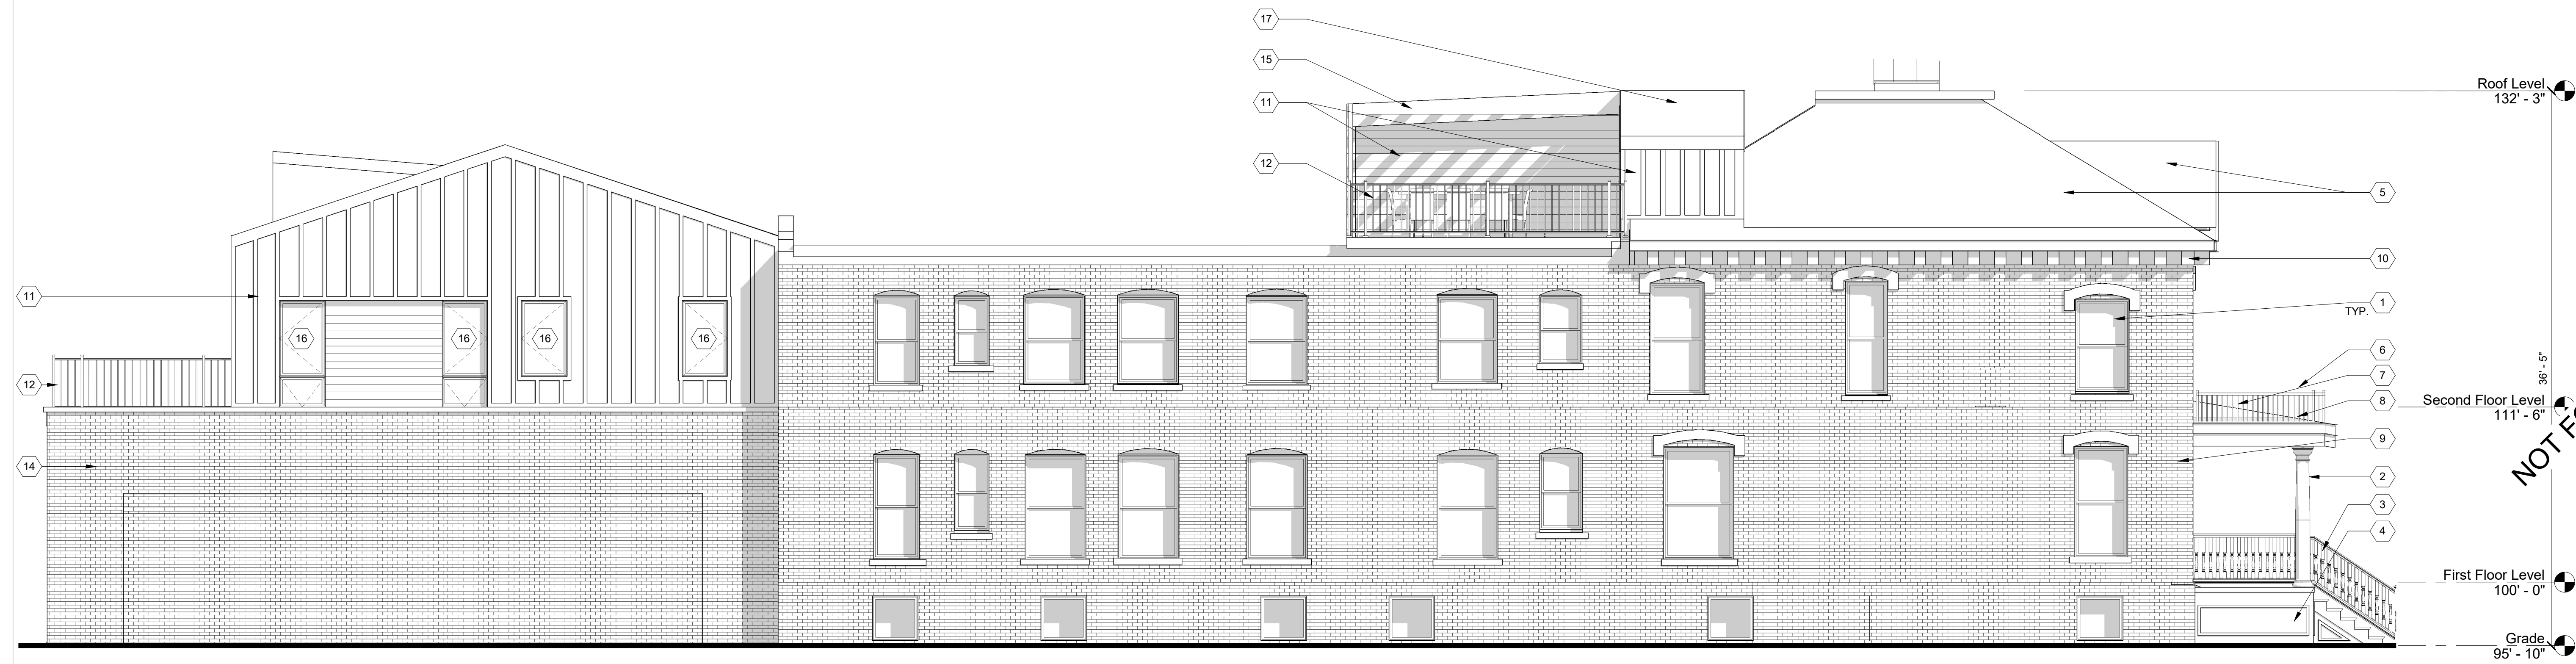 17
15
11
12
11
16
16
16
16
12
14
Roof Level
132' - 3"
5
10
1
TYP.
6
7
8
9
2
3
4
36' - 5"
Second Floor Level
111' - 6"
First Floor Level
100' - 0"
Grade
95' - 10"
NOT